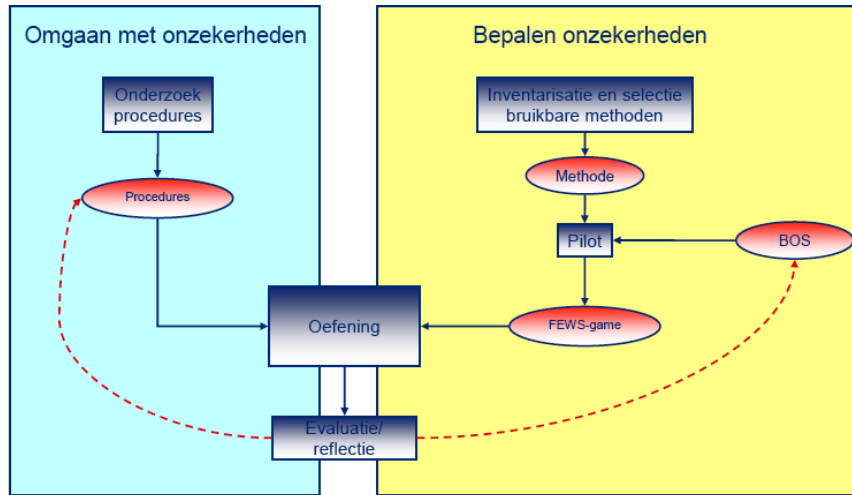 Omgaan met onzekerheden
Onderzoek
procedures
Procedures
Bepalen onzekerheden
Inventarisatie en selectie
bruikbare methoden
Methode
Pilot
BOS
FEWS-game
Oefening
Evaluatie/
reflectie